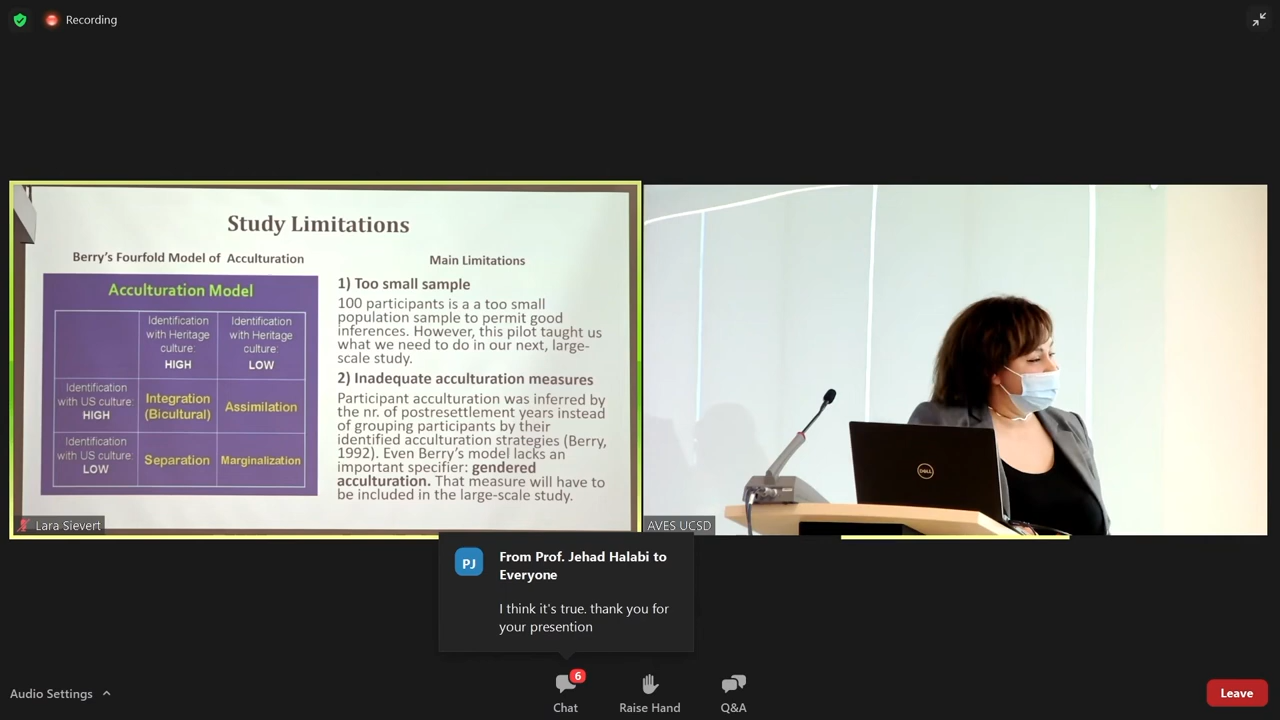 Recording
Study Limitations
Berry's Fourfold Model of Acculturation
Acculturation Model
Identification
with Heritage
culture:
HIGH
Identification
with Heritage
culture:
LOW
Identification
with US culture:
HIGH
Integration
(Bicultural)
Assimilation
Identification
with US culture:
LOW
Separation
Marginalization
Main Limitations
1) Too small sample
100 participants is a a too small
population sample to permit good
inferences. However, this pilot taught us
what we need to do in our next, large-
scale study.
2) Inadequate acculturation measures
Participant acculturation was inferred by
the nr. of postresettlement years instead
of grouping participants by their
identified acculturation strategies (Berry,
1992). Even Berry's model lacks an
important specifier: gendered
acculturation. That measure will have to
be included in the large-scale study.
Lara Sievert
AVES UCSD
DELL
PJ
From Prof. Jehad Halabi to
Everyone
I think it's true. thank you for
your presention
Audio Settings
6
Chat
Raise Hand
Q&A
Leave